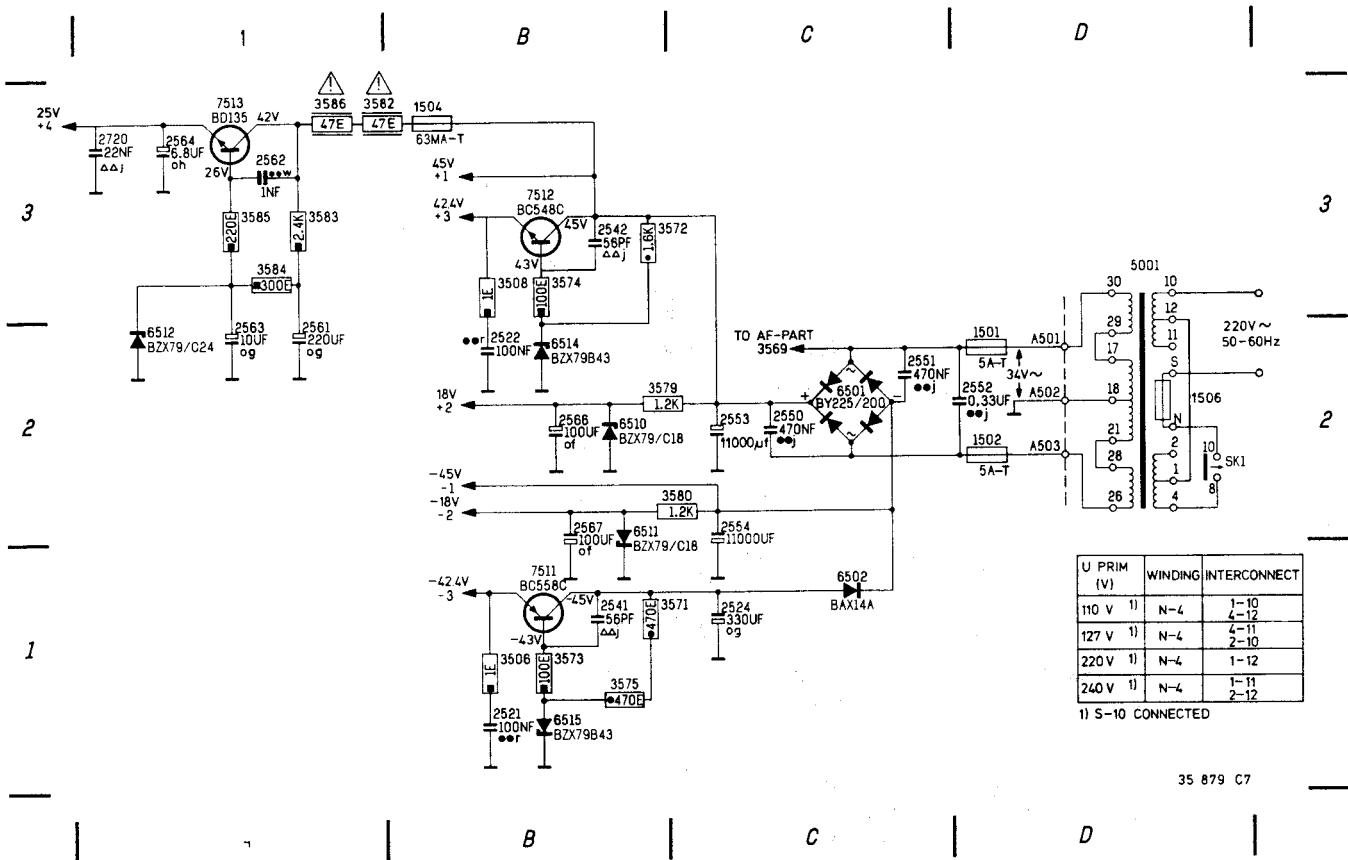 1 B C D
3586 3582 1504
7513
BD135 42V
25V
+4
47E 47E
63MA-T
2720
22NF
△△j
2564
6.8UF
oh
26V
2562
●●w
1NF
45V
+1
3
42.4V
+3
7512
BC548C
45V
2542
56PF
△△j
3572
1.6K
3
3585
220E
3583
2.4K
43V
3508
1E
3574
100E
3584
300E
5001
30 10
12
29
11
17
S
18
1506
N
21
2
28
1
26 4
10
SK1
8
220V~
50-60Hz
6512
BZX79/C24
2563
10UF
og
2561
220UF
og
●●r
2522
100NF
6514
BZX79B43
TO AF-PART
3569
1501
5A-T
A501
34V~
A502
2551
470NF
●●j
2552
0,33UF
●●j
6501
BY225/200
+ -
~
~
18V
+2
3579
1.2K
2
2566
100UF
of
6510
BZX79/C18
2553
11000µf
2550
470NF
●●j
1502
5A-T
A503
2
-45V
-1
-18V
-2
3580
1.2K
2567
100UF
of
6511
BZX79/C18
2554
11000UF
-42.4V
-3
7511
BC558C
-45V
2541
56PF
△△j
3571
470E
2524
330UF
og
6502
BAX14A
1
-43V
3506
1E
3573
100E
3575
470E
2521
100NF
●●r
6515
BZX79B43
U PRIM (V) WINDING INTERCONNECT
110 V 1) N-4 1-10 4-12
127 V 1) N-4 4-11 2-10
220 V 1) N-4 1-12
240 V 1) N-4 1-11 2-12
1) S-10 CONNECTED
1
35 879 C7
B C D